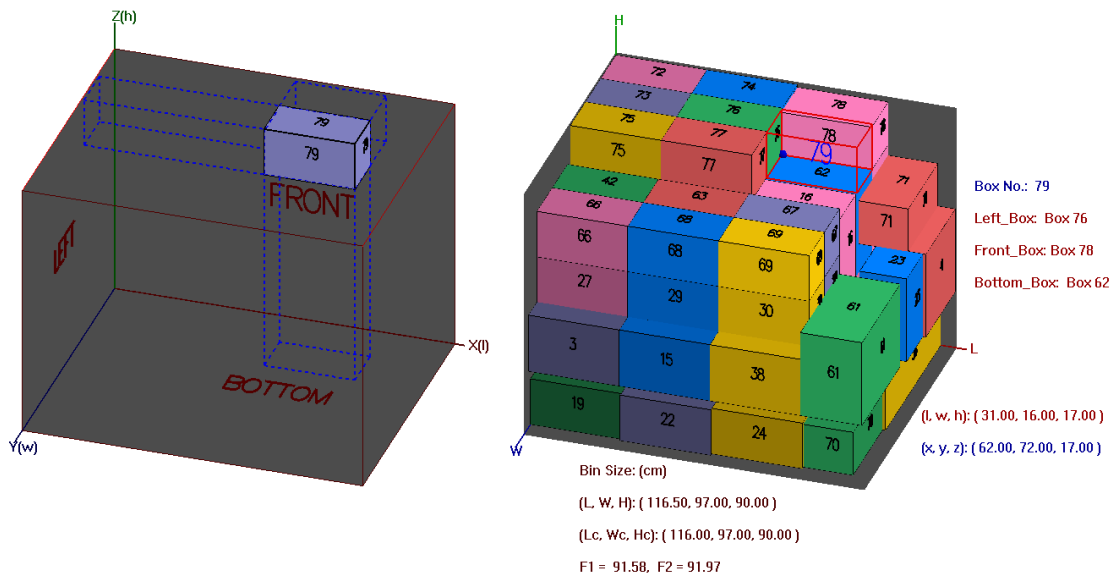 Z(h)
79
79
FRONT
LEFT
BOTTOM
X(l)
Y(w)
H
72
74
78
73
76
78
75
77
79
75
77
62
71
42
63
16
71
66
68
67
66
68
69
23
69
27
29
30
61
3
15
38
61
19
22
24
70
L
W
Box No.: 79
Left_Box: Box 76
Front_Box: Box 78
Bottom_Box: Box 62
(l, w, h): ( 31.00, 16.00, 17.00 )
(x, y, z): ( 62.00, 72.00, 17.00 )
Bin Size: (cm)
(L, W, H): ( 116.50, 97.00, 90.00 )
(Lc, Wc, Hc): ( 116.00, 97.00, 90.00 )
F1 = 91.58, F2 = 91.97